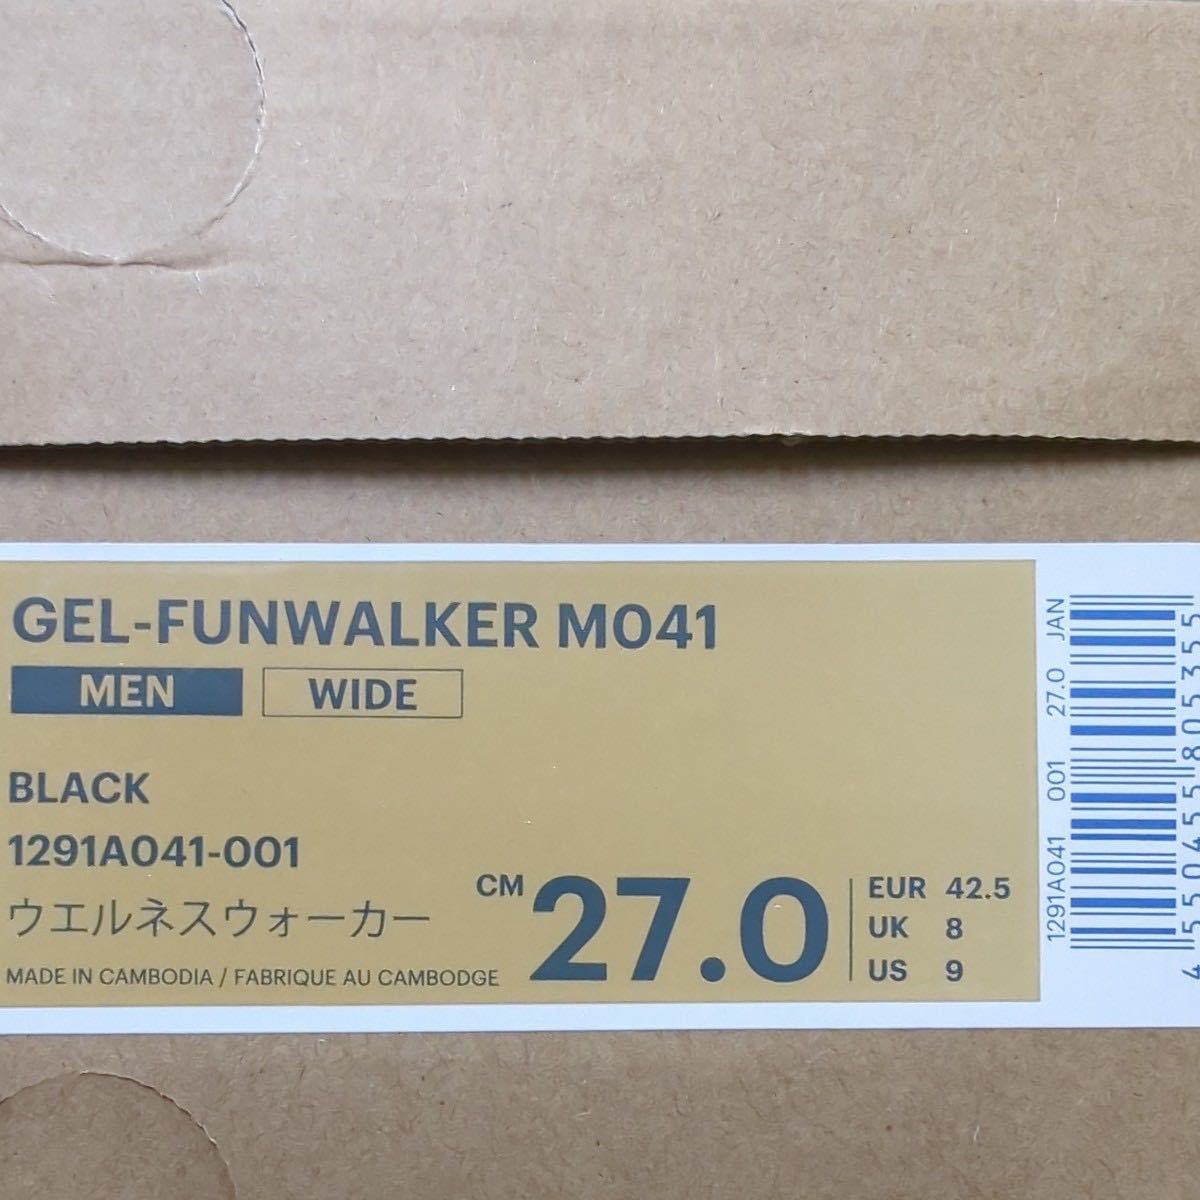 GEL-FUNWALKER M041
MEN WIDE
BLACK
1291A041-001
ウエルネスウォーカー
MADE IN CAMBODIA / FABRIQUE AU CAMBODGE
CM 27.0
EUR 42.5
UK 8
US 9
1291A041 001 27.0 JAN
4550455805355